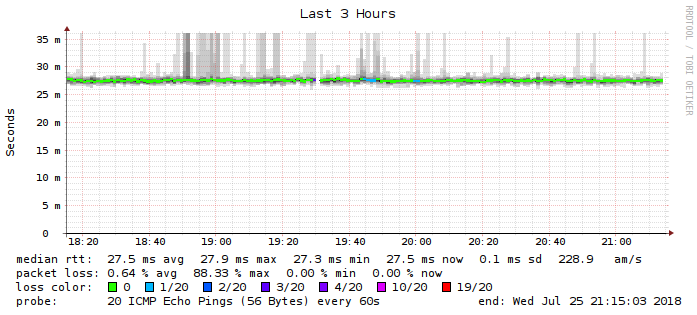 Last 3 Hours
RRDTOOL / TOBI OETIKER
Seconds
35 m
30 m
25 m
20 m
15 m
10 m
5 m
0
18:20 18:40 19:00 19:20 19:40 20:00 20:20 20:40 21:00
median rtt: 27.5 ms avg 27.9 ms max 27.3 ms min 27.5 ms now 0.1 ms sd 228.9 am/s
packet loss: 0.64 % avg 88.33 % max 0.00 % min 0.00 % now
loss color: 0 1/20 2/20 3/20 4/20 10/20 19/20
probe: 20 ICMP Echo Pings (56 Bytes) every 60s end: Wed Jul 25 21:15:03 2018